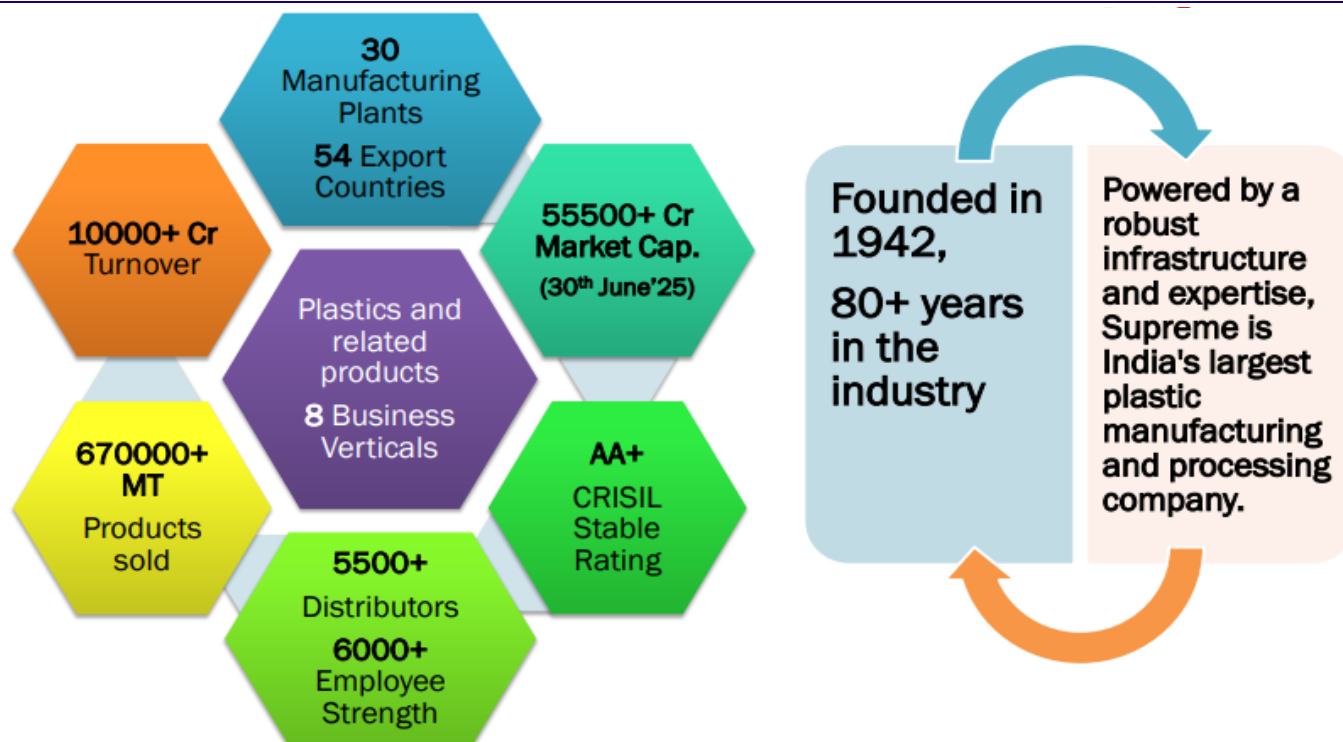 30
Manufacturing
Plants
54 Export
Countries
10000+ Cr
Turnover
55500+ Cr
Market Cap.
(30th June'25)
Plastics and
related
products
8 Business
Verticals
670000+
MT
Products
sold
AA+
CRISIL
Stable
Rating
5500+
Distributors
6000+
Employee
Strength
Founded in
1942,
80+ years
in the
industry
Powered by a
robust
infrastructure
and expertise,
Supreme is
India's largest
plastic
manufacturing
and processing
company.